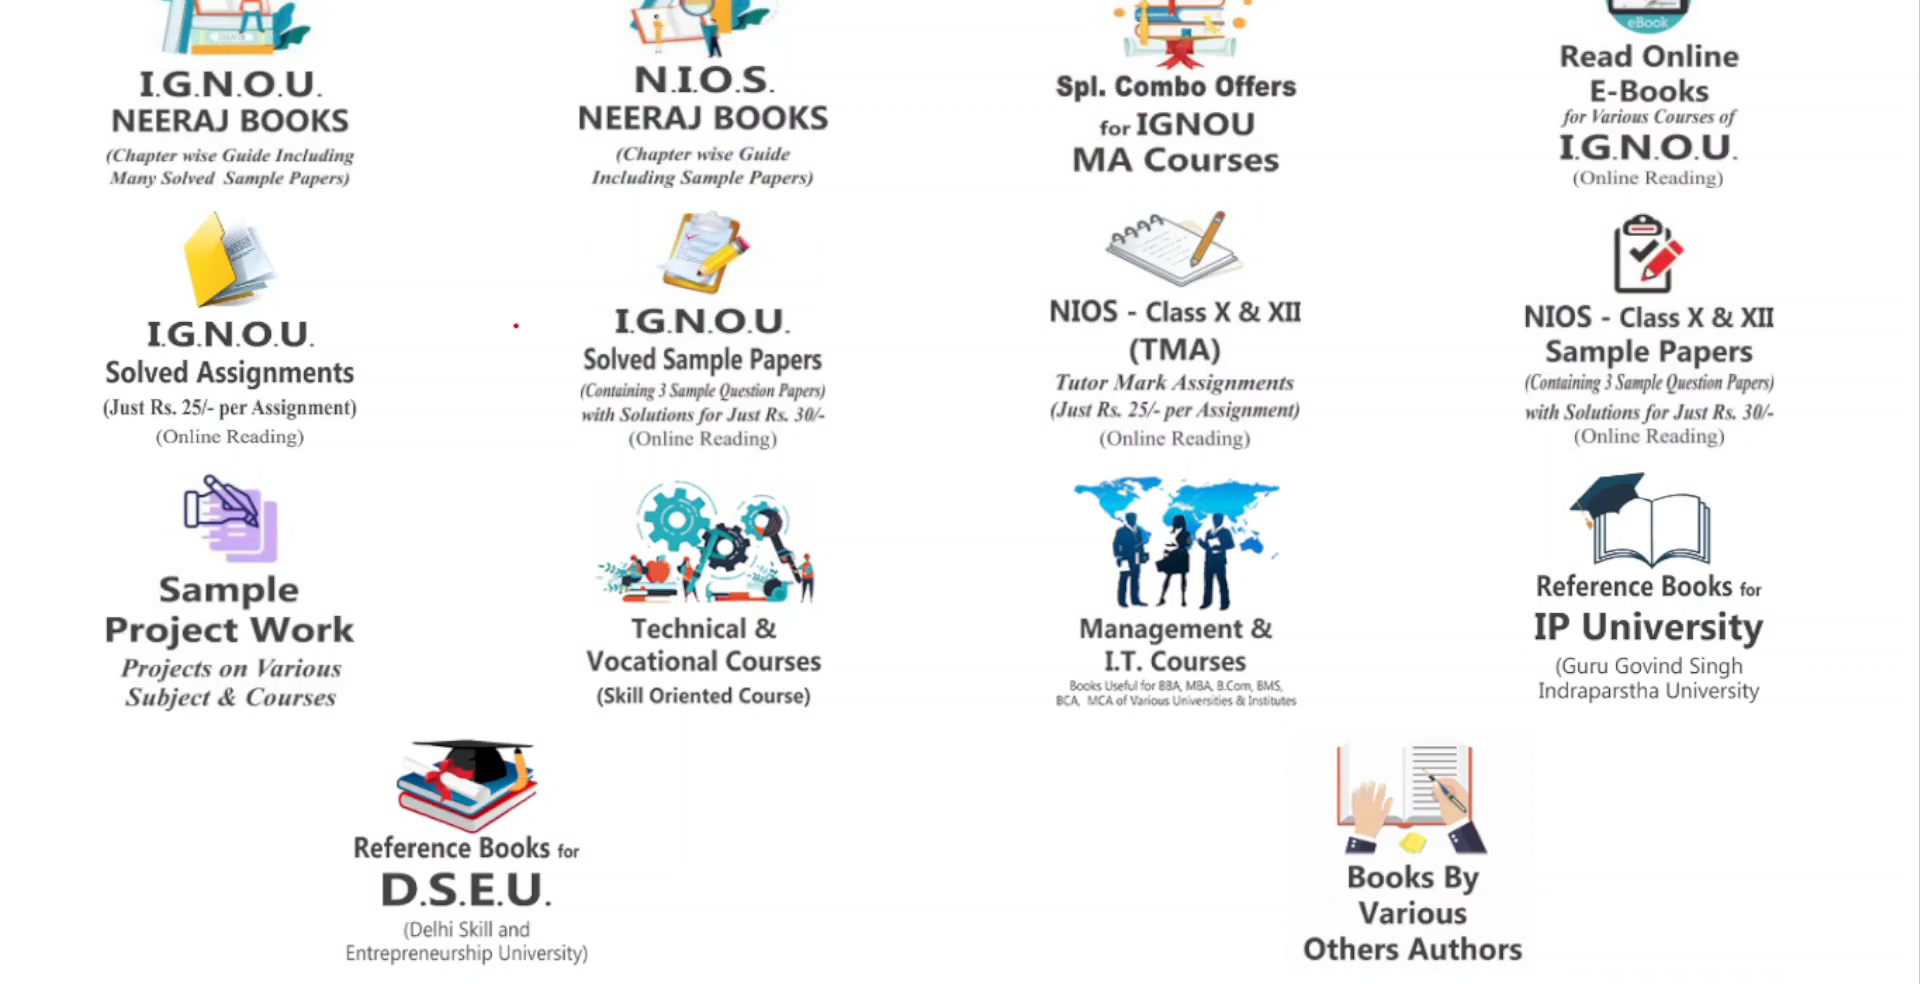 eBook
I.G.N.O.U.
NEERAJ BOOKS
(Chapter wise Guide Including
Many Solved Sample Papers)
N.I.O.S.
NEERAJ BOOKS
(Chapter wise Guide
Including Sample Papers)
Spl. Combo Offers
for IGNOU
MA Courses
Read Online
E-Books
for Various Courses of
I.G.N.O.U.
(Online Reading)
I.G.N.O.U.
Solved Assignments
(Just Rs. 25/- per Assignment)
(Online Reading)
I.G.N.O.U.
Solved Sample Papers
(Containing 3 Sample Question Papers)
with Solutions for Just Rs. 30/-
(Online Reading)
NIOS - Class X & XII
(TMA)
Tutor Mark Assignments
(Just Rs. 25/- per Assignment)
(Online Reading)
NIOS - Class X & XII
Sample Papers
(Containing 3 Sample Question Papers)
with Solutions for Just Rs. 30/-
(Online Reading)
Sample
Project Work
Projects on Various
Subject & Courses
Technical &
Vocational Courses
(Skill Oriented Course)
Management &
I.T. Courses
Books Useful for BBA, MBA, B.Com, BMS,
BCA, MCA of Various Universities & Institutes
Reference Books for
IP University
(Guru Govind Singh
Indraparstha University
Reference Books for
D.S.E.U.
(Delhi Skill and
Entrepreneurship University)
Books By
Various
Others Authors